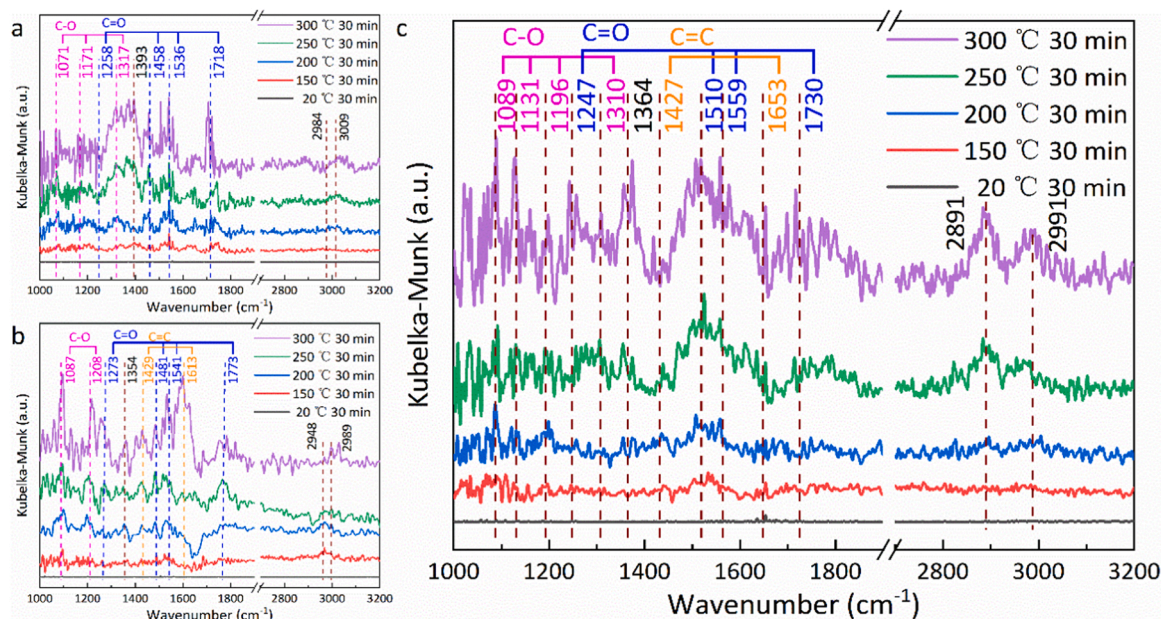 a
C-O
C=O
1071
1171
1258
1317
1393
1458
1536
1718
300 ℃ 30 min
250 ℃ 30 min
200 ℃ 30 min
150 ℃ 30 min
20 ℃ 30 min
2984
3009
Kubelka-Munk (a.u.)
1000 1200 1400 1600 1800 2800 3000 3200
Wavenumber (cm-1)
b
C-O
C=O
C=C
1087
1208
1273
1354
1429
1481
1541
1613
1773
300 ℃ 30 min
250 ℃ 30 min
200 ℃ 30 min
150 ℃ 30 min
20 ℃ 30 min
2948
2989
Kubelka-Munk (a.u.)
1000 1200 1400 1600 1800 2800 3000 3200
Wavenumber (cm-1)
c
C-O
C=O
C=C
1089
1131
1196
1247
1310
1364
1427
1510
1559
1653
1730
300 ℃ 30 min
250 ℃ 30 min
200 ℃ 30 min
150 ℃ 30 min
20 ℃ 30 min
2891
2991
Kubelka-Munk (a.u.)
1000 1200 1400 1600 1800 2800 3000 3200
Wavenumber (cm-1)